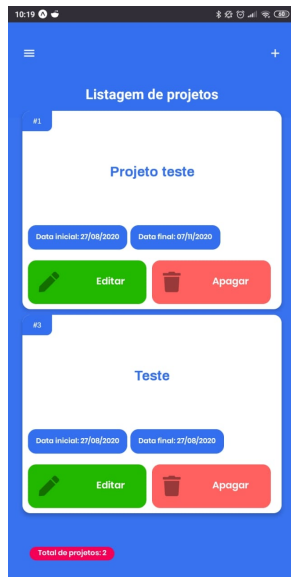 10:19
68
Listagem de projetos
#1
Projeto teste
Data inicial: 27/08/2020 Data final: 07/11/2020
Editar Apagar
#3
Teste
Data inicial: 27/08/2020 Data final: 27/08/2020
Editar Apagar
Total de projetos: 2